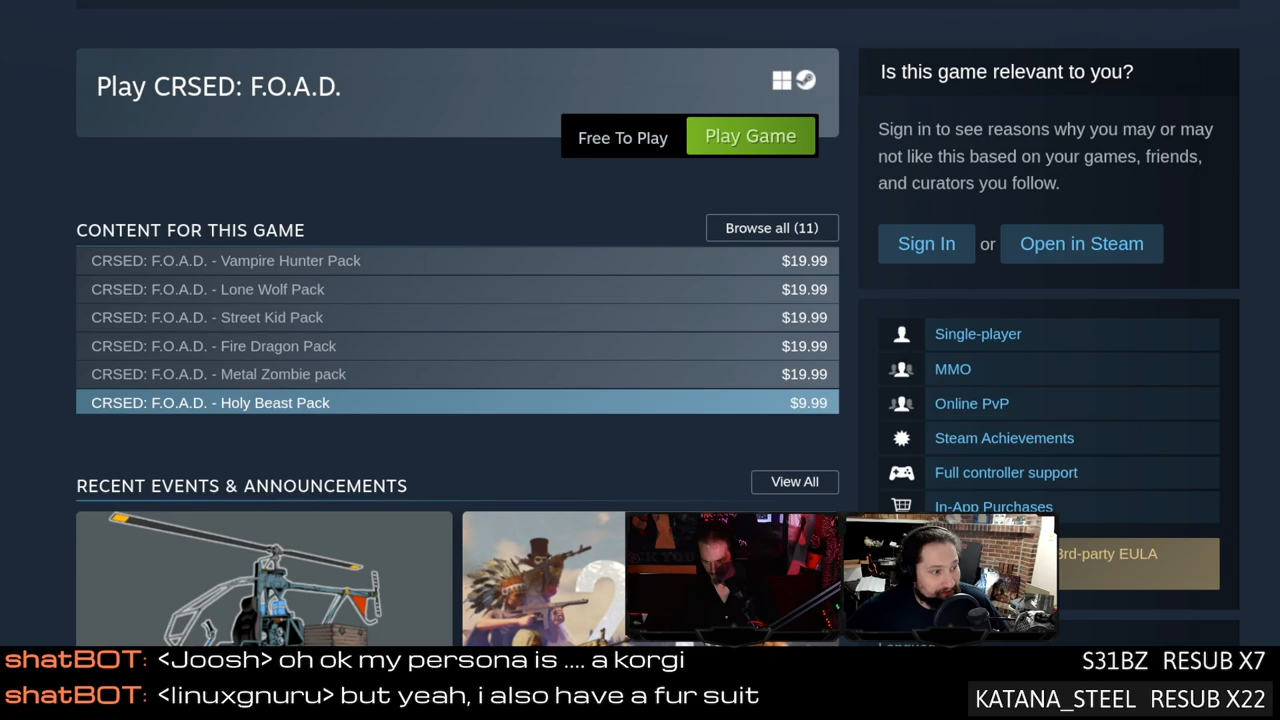 Play CRSED: F.O.A.D.
Free To Play
Play Game
CONTENT FOR THIS GAME
Browse all (11)
CRSED: F.O.A.D. - Vampire Hunter Pack $19.99
CRSED: F.O.A.D. - Lone Wolf Pack $19.99
CRSED: F.O.A.D. - Street Kid Pack $19.99
CRSED: F.O.A.D. - Fire Dragon Pack $19.99
CRSED: F.O.A.D. - Metal Zombie pack $19.99
CRSED: F.O.A.D. - Holy Beast Pack $9.99
RECENT EVENTS & ANNOUNCEMENTS
View All
2
Is this game relevant to you?
Sign in to see reasons why you may or may
not like this based on your games, friends,
and curators you follow.
Sign In or Open in Steam
Single-player
MMO
Online PvP
Steam Achievements
Full controller support
In-App Purchases
3rd-party EULA
shatBOT: <Joosh> oh ok my persona is .... a korgi
shatBOT: <linuxgnuru> but yeah, i also have a fur suit
S31BZ RESUB X7
KATANA_STEEL RESUB X22